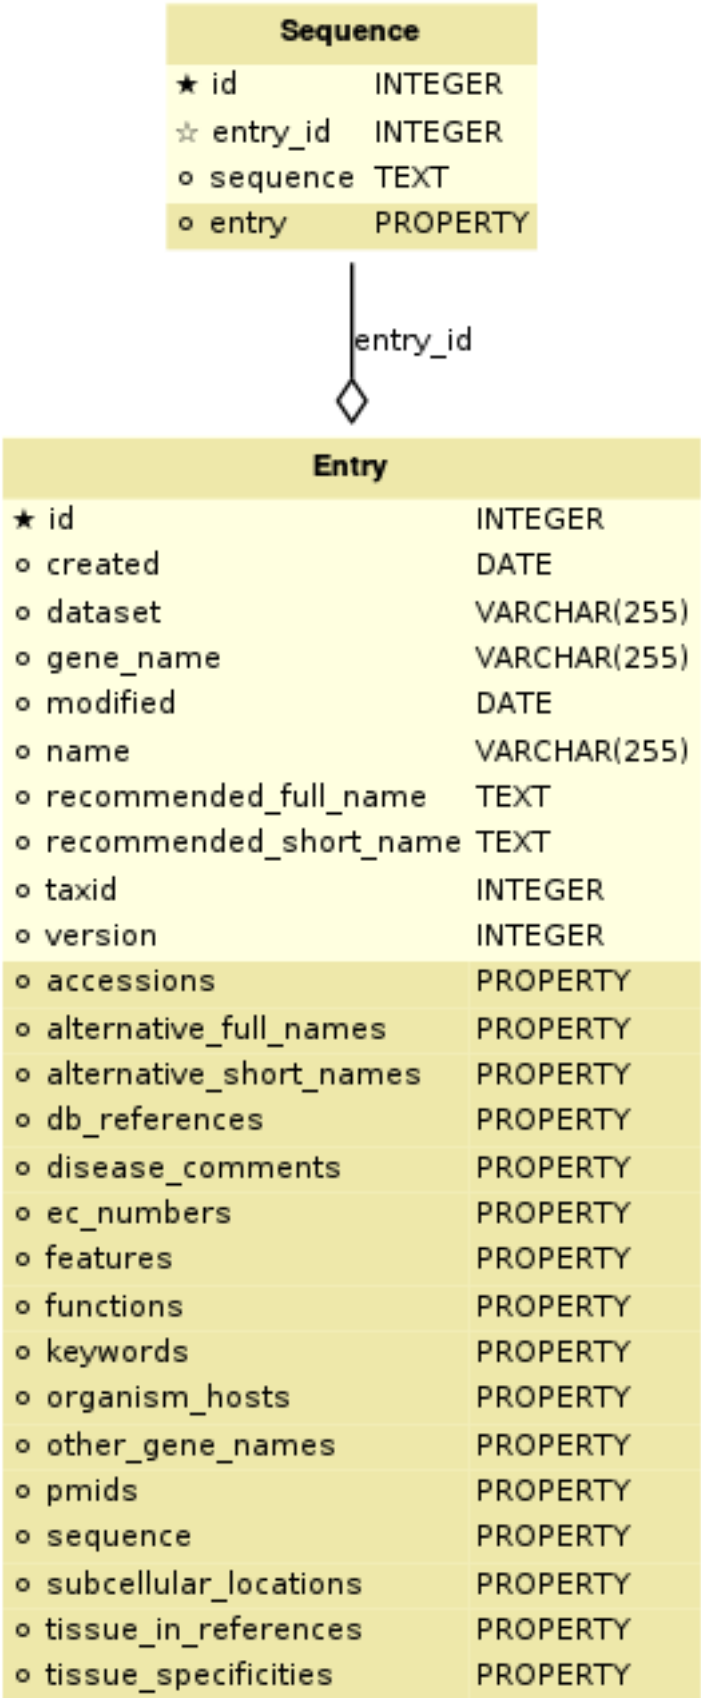 Sequence
★ id INTEGER
☆ entry_id INTEGER
sequence TEXT
entry PROPERTY
entry_id
Entry
★ id INTEGER
created DATE
dataset VARCHAR(255)
gene_name VARCHAR(255)
modified DATE
name VARCHAR(255)
recommended_full_name TEXT
recommended_short_name TEXT
taxid INTEGER
version INTEGER
accessions PROPERTY
alternative_full_names PROPERTY
alternative_short_names PROPERTY
db_references PROPERTY
disease_comments PROPERTY
ec_numbers PROPERTY
features PROPERTY
functions PROPERTY
keywords PROPERTY
organism_hosts PROPERTY
other_gene_names PROPERTY
pmids PROPERTY
sequence PROPERTY
subcellular_locations PROPERTY
tissue_in_references PROPERTY
tissue_specificities PROPERTY